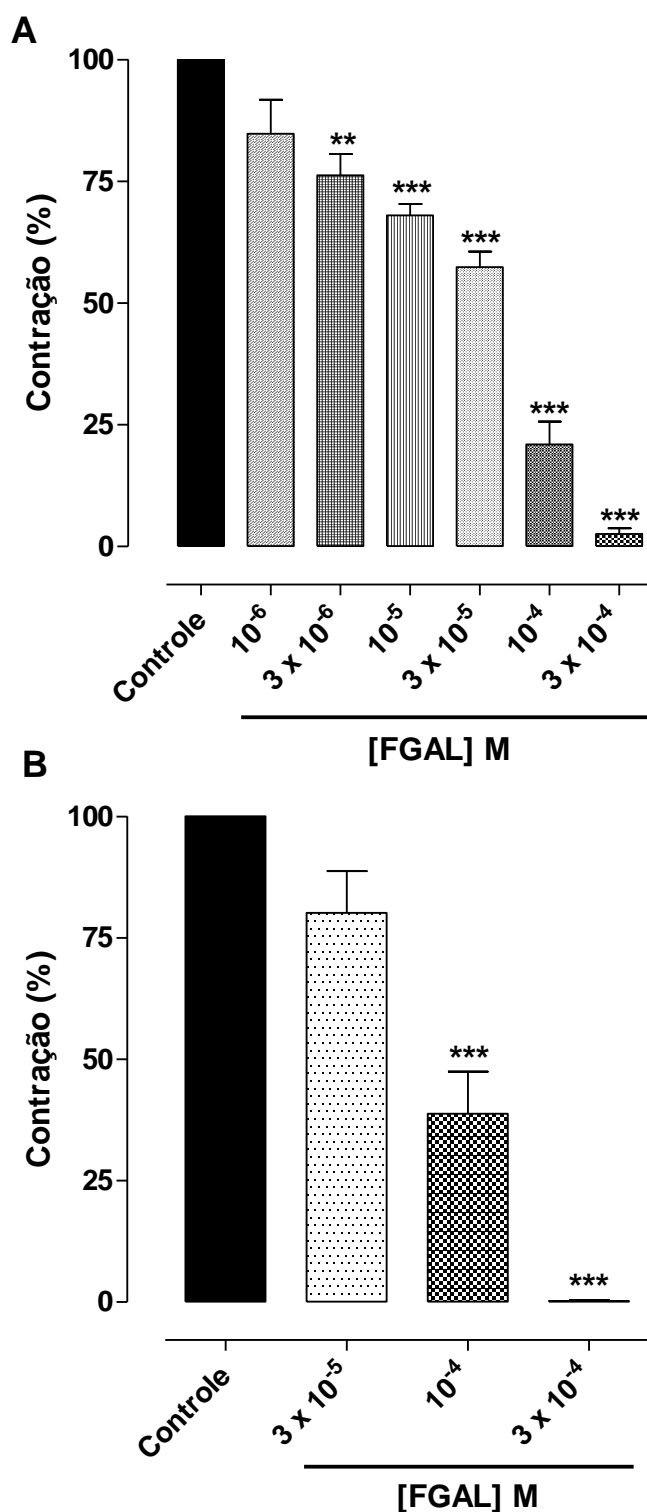 A
Contração (%)
100
75
50
25
0
**
***
***
***
***
Controle
10⁻⁶
3 x 10⁻⁶
10⁻⁵
3 x 10⁻⁵
10⁻⁴
3 x 10⁻⁴
[FGAL] M
B
Contração (%)
100
75
50
25
0
***
***
Controle
3 x 10⁻⁵
10⁻⁴
3 x 10⁻⁴
[FGAL] M